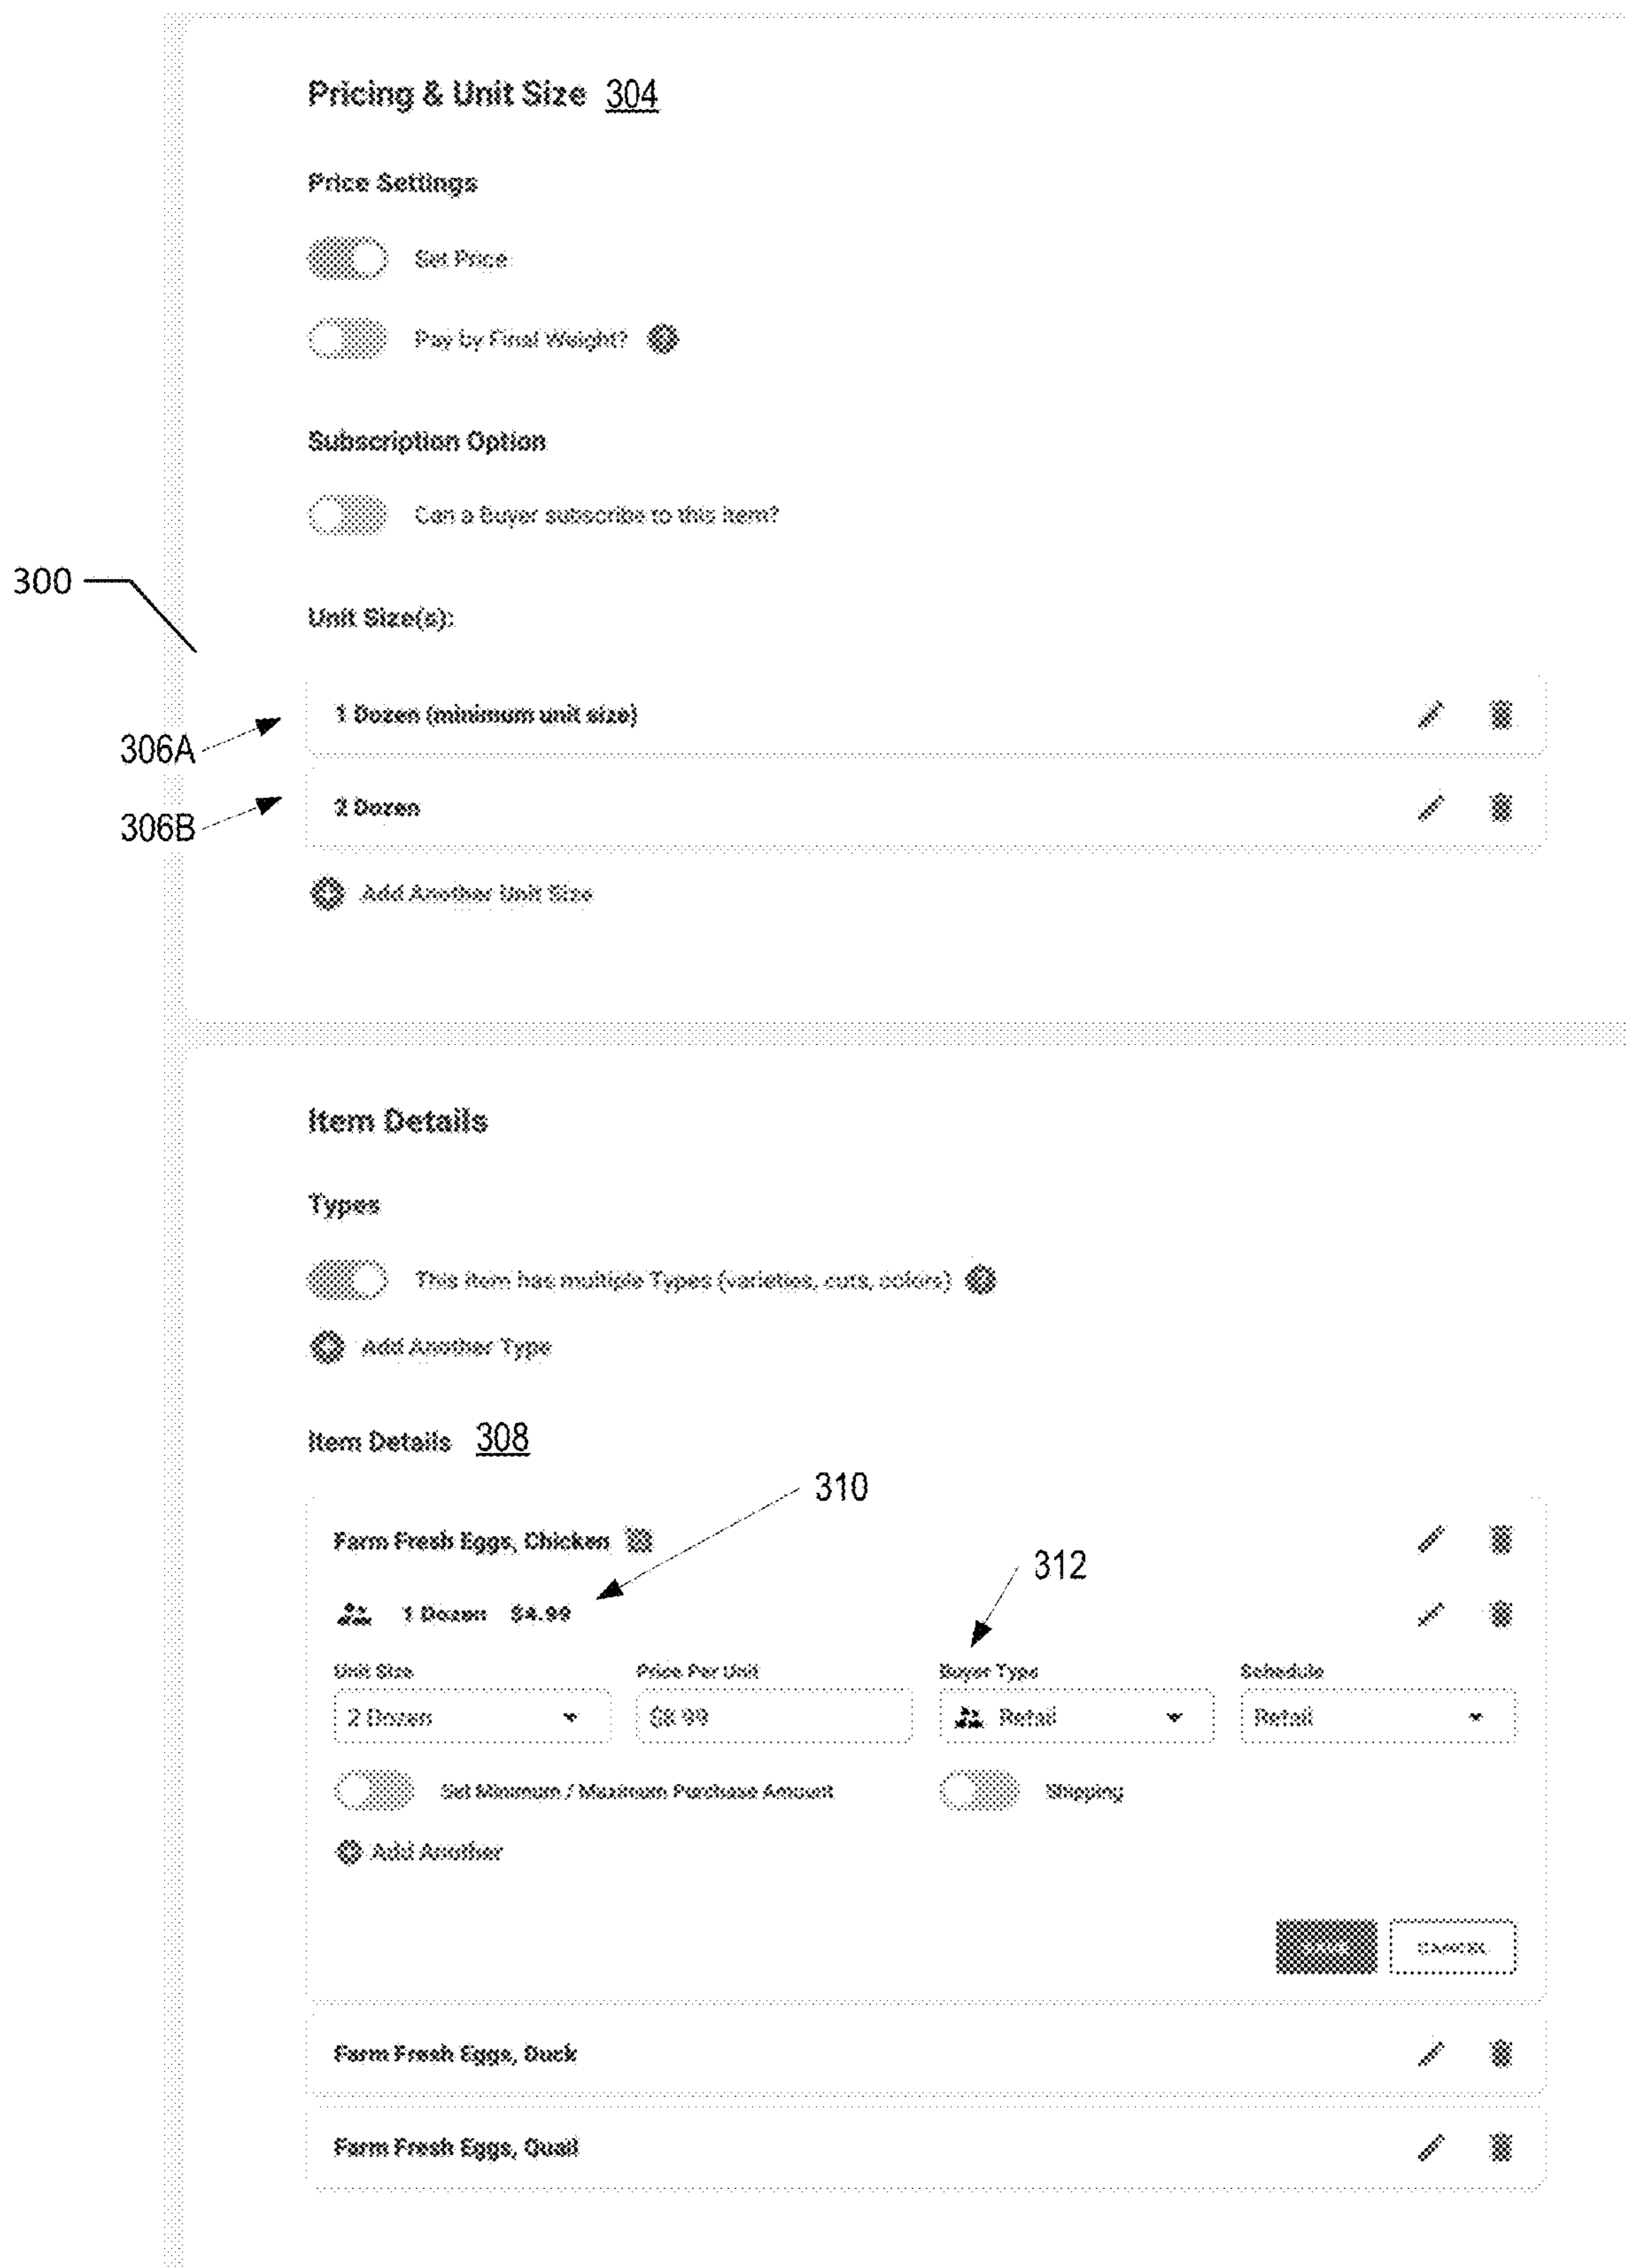 Pricing & Unit Size 304
Price Settings
Set Price
Pay by Final Weight?
Subscription Option
Can a Buyer subscribe to this item?
300
Unit Size(s):
1 Dozen (minimum unit size)
306A
2 Dozen
306B
Add Another Unit Size
Item Details
Types
This item has multiple Types (varieties, cuts, colors)
Add Another Type
Item Details 308
310
Farm Fresh Eggs, Chicken
312
1 Dozen $4.99
Unit Size Price Per Unit Buyer Type Schedule
2 Dozen $8.99 Retail Retail
Set Minimum / Maximum Purchase Amount Shipping
Add Another
SAVE CANCEL
Farm Fresh Eggs, Duck
Farm Fresh Eggs, Quail